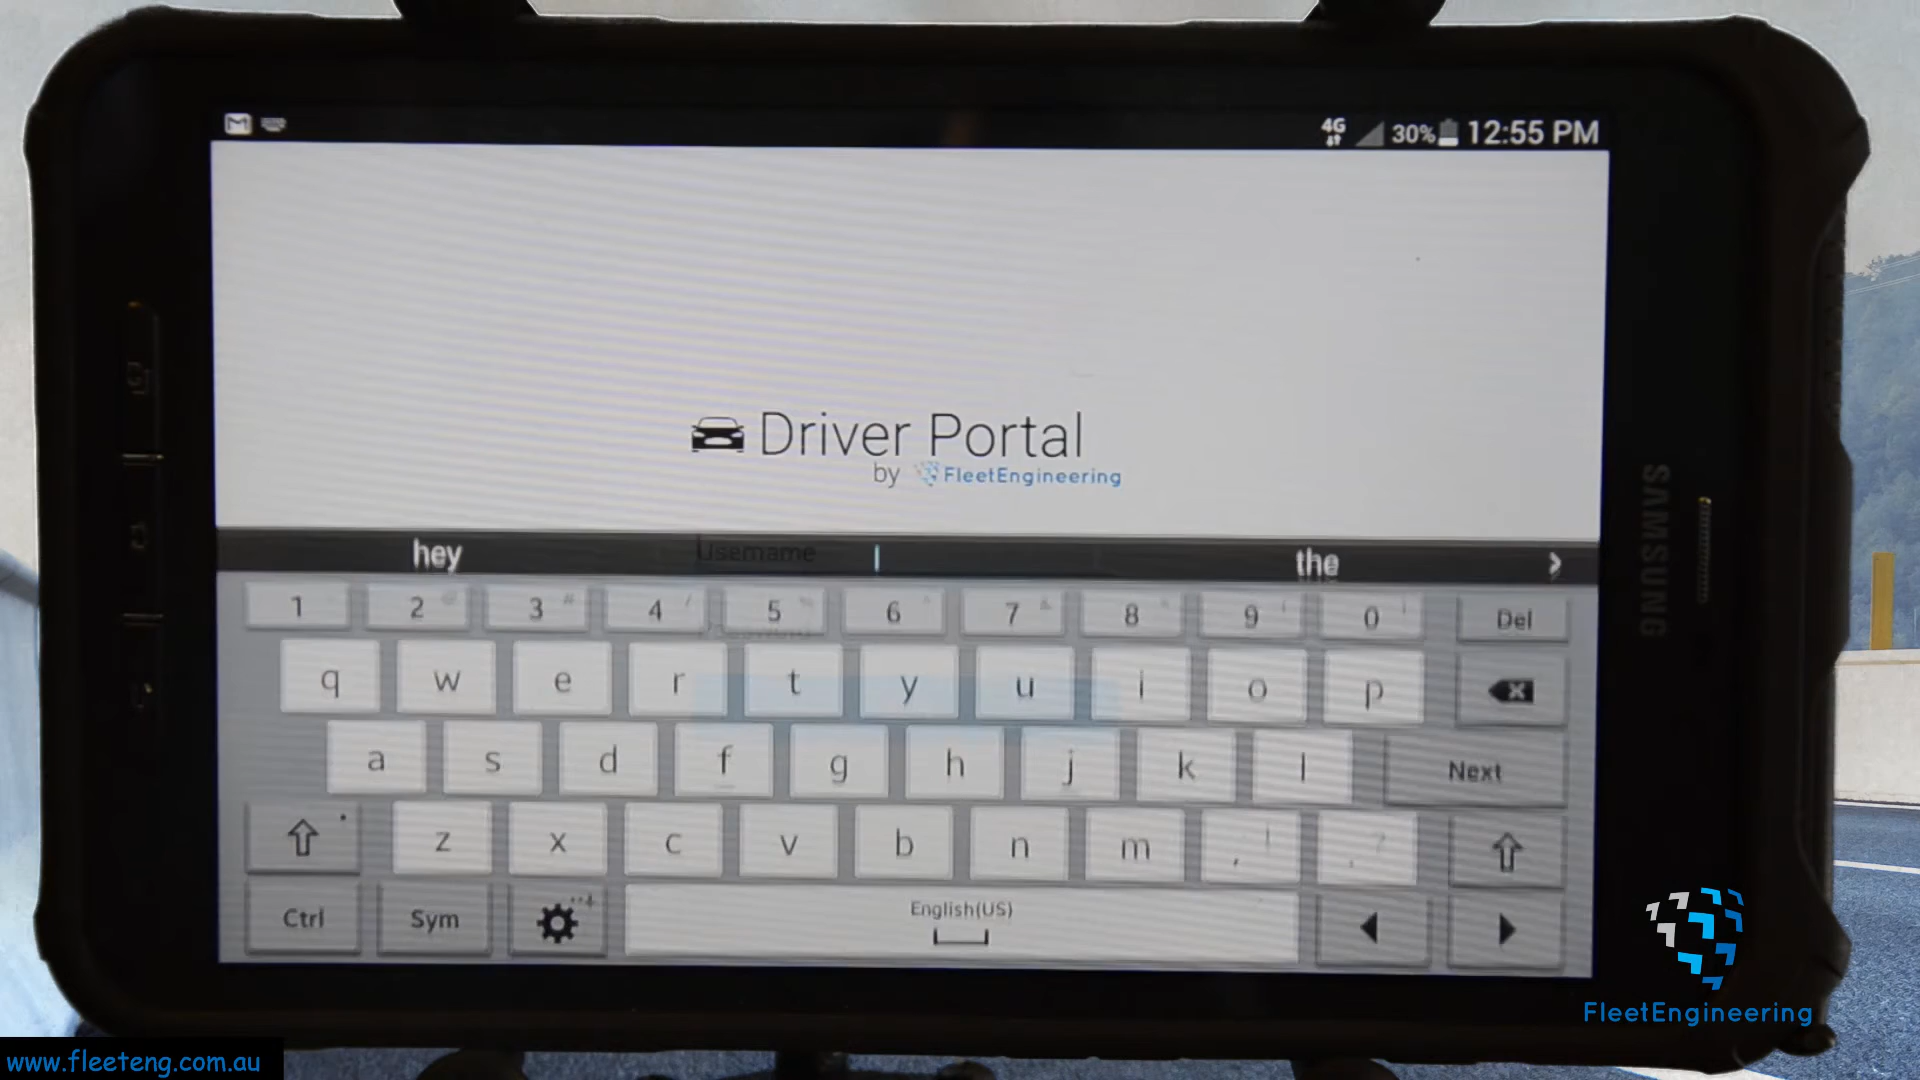 4G 30% 12:55 PM
Driver Portal
by FleetEngineering
hey Username the
1 2 3 4 5 6 7 8 9 0 Del
q w e r t y u i o p
a s d f g h j k l Next
z x c v b n m , ! . ?
Ctrl Sym English(US)
SAMSUNG
FleetEngineering
www.fleeteng.com.au